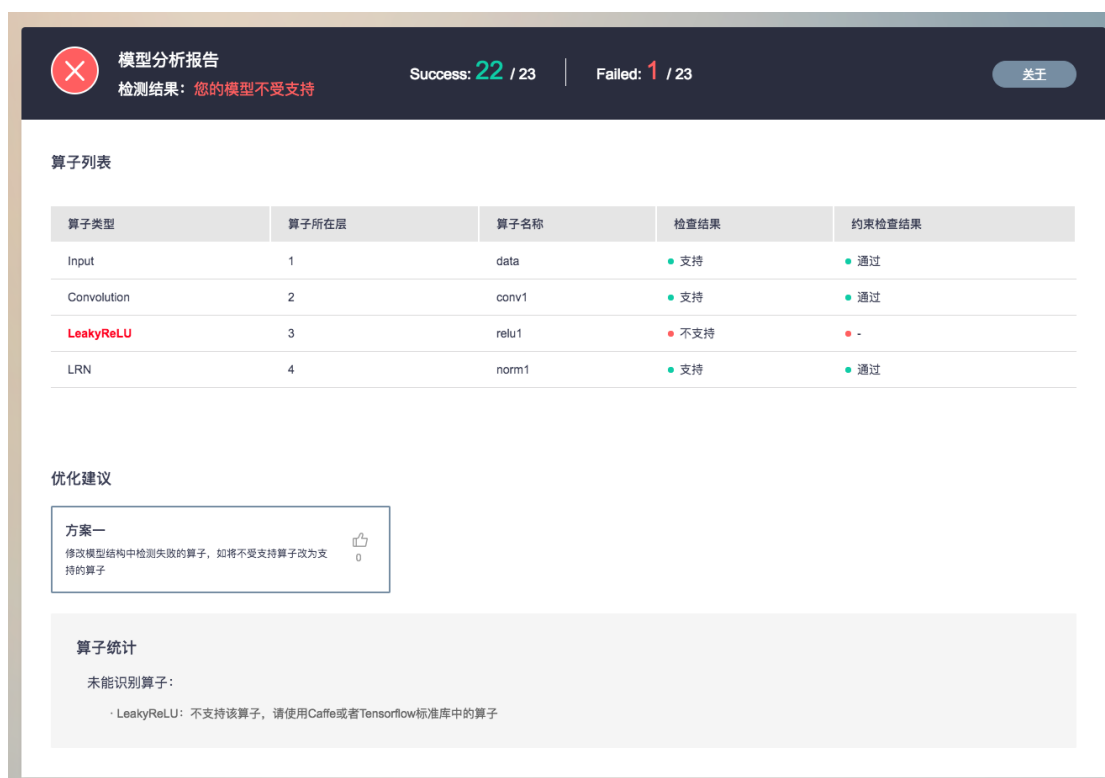 模型分析报告
检测结果：您的模型不受支持
Success: 22 / 23
Failed: 1 / 23
关于
算子列表
算子类型 算子所在层 算子名称 检查结果 约束检查结果
Input 1 data 支持 通过
Convolution 2 conv1 支持 通过
LeakyReLU 3 relu1 不支持 -
LRN 4 norm1 支持 通过
优化建议
方案一
修改模型结构中检测失败的算子，如将不受支持算子改为支
持的算子
0
算子统计
未能识别算子：
· LeakyReLU：不支持该算子，请使用Caffe或者Tensorflow标准库中的算子